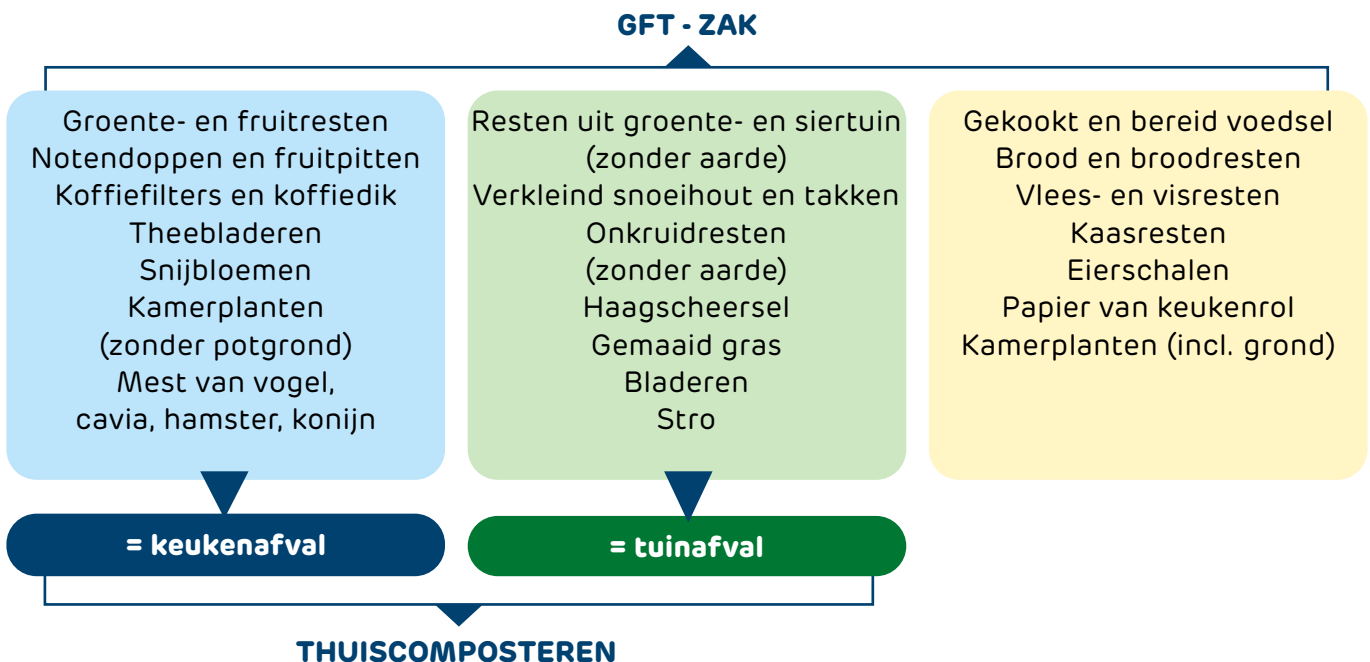 GFT - ZAK
Groente- en fruitresten
Notendoppen en fruitpitten
Koffiefilters en koffiedik
Theebladeren
Snijbloemen
Kamerplanten
(zonder potgrond)
Mest van vogel,
cavia, hamster, konijn
= keukenafval
Resten uit groente- en siertuin
(zonder aarde)
Verkleind snoeihout en takken
Onkruidresten
(zonder aarde)
Haagscheersel
Gemaaid gras
Bladeren
Stro
= tuinafval
Gekookt en bereid voedsel
Brood en broodresten
Vlees- en visresten
Kaasresten
Eierschalen
Papier van keukenrol
Kamerplanten (incl. grond)
THUISCOMPOSTEREN